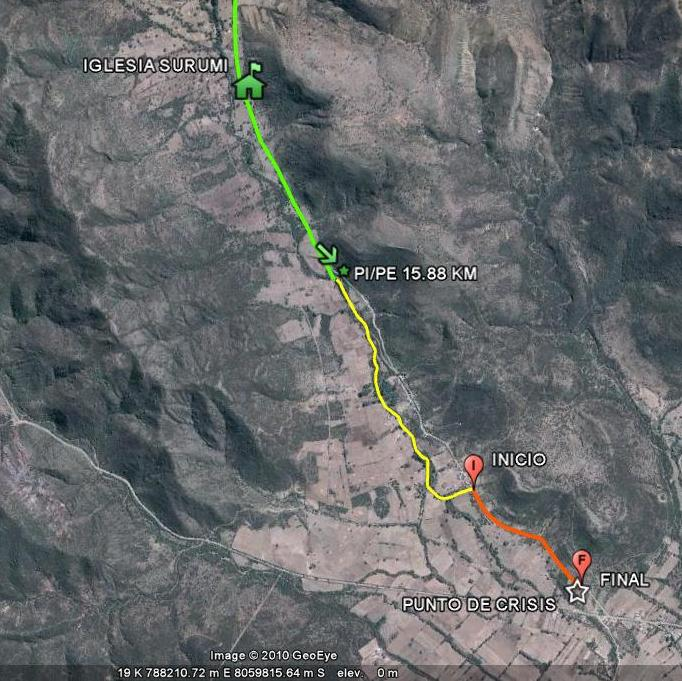 IGLESIA SURUMI
PI/PE 15.88 KM
I
INICIO
F
FINAL
PUNTO DE CRISIS
Image © 2010 GeoEye
19 K 788210.72 m E 8059815.64 m S elev. 0 m